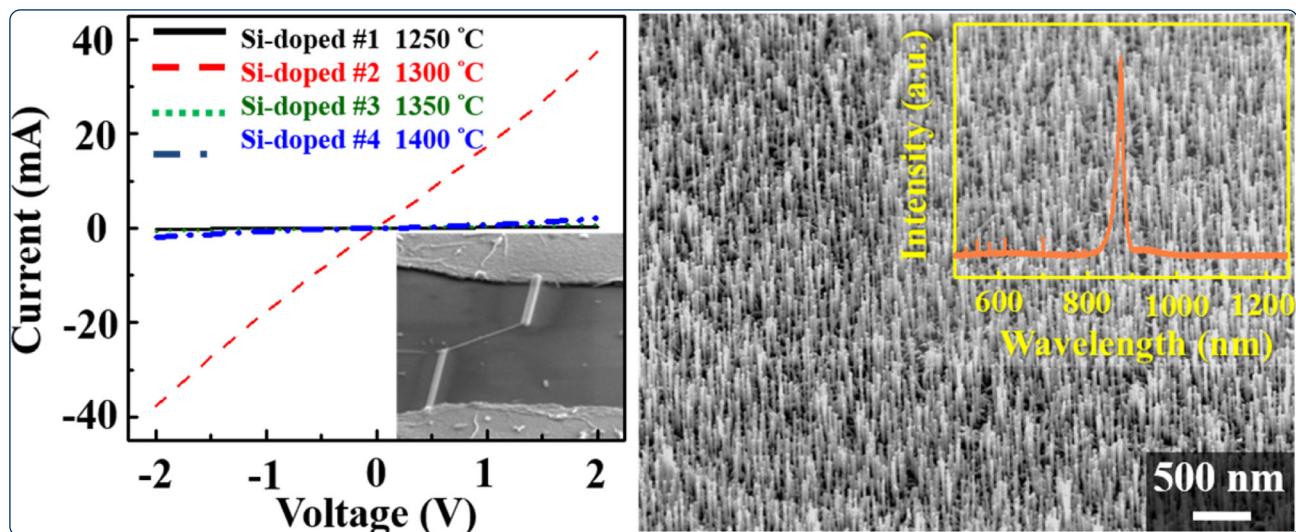 Si-doped #1 1250 °C
Si-doped #2 1300 °C
Si-doped #3 1350 °C
Si-doped #4 1400 °C
40
20
0
-20
-40
Current (mA)
-2
-1
0
1
2
Voltage (V)
Intensity (a.u.)
600
800
1000
1200
Wavelength (nm)
500 nm